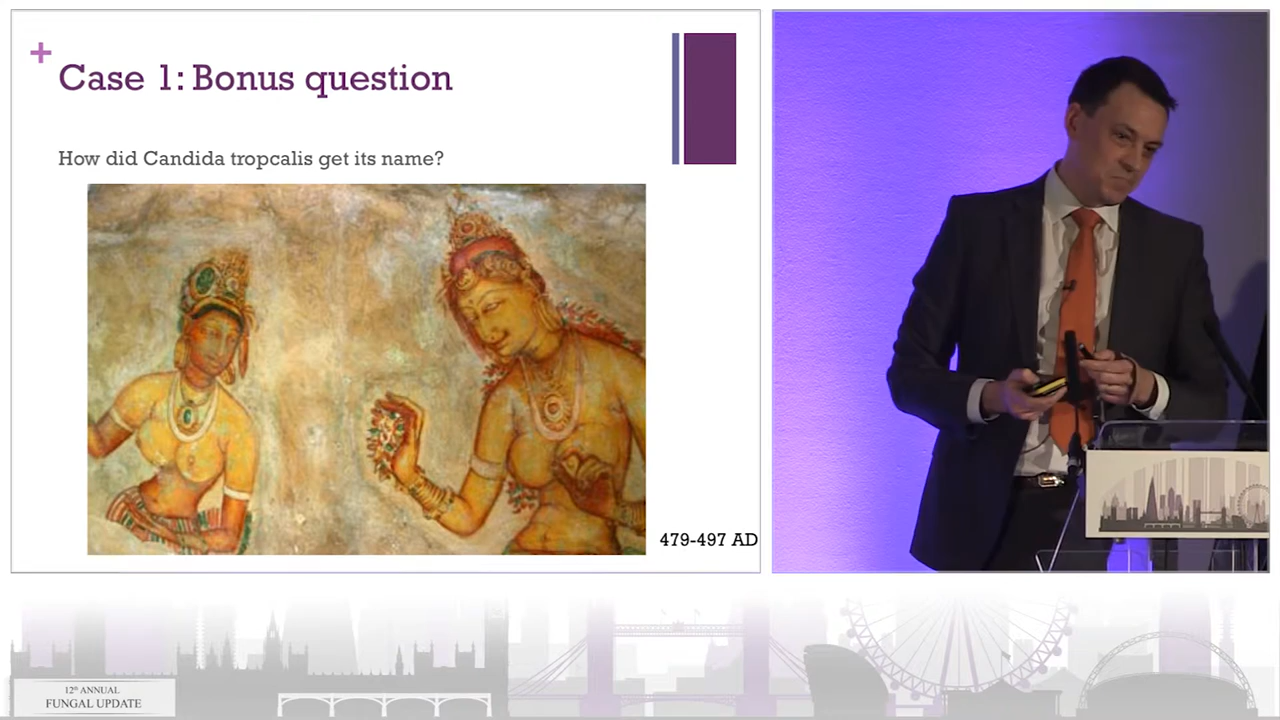 +
Case 1: Bonus question
How did Candida tropcalis get its name?
479-497 AD
12th ANNUAL
FUNGAL UPDATE